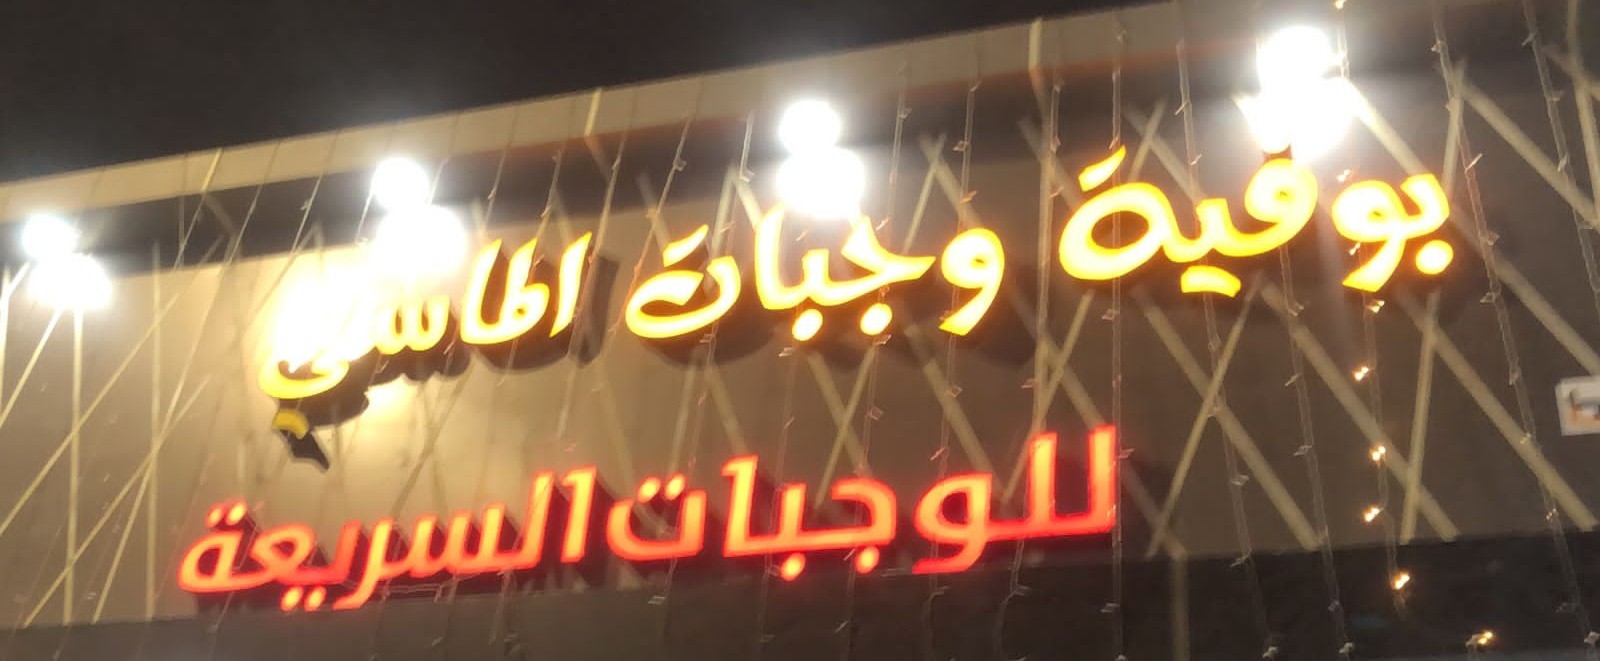 بوفية وجبات الماسي
للوجبات السريعة